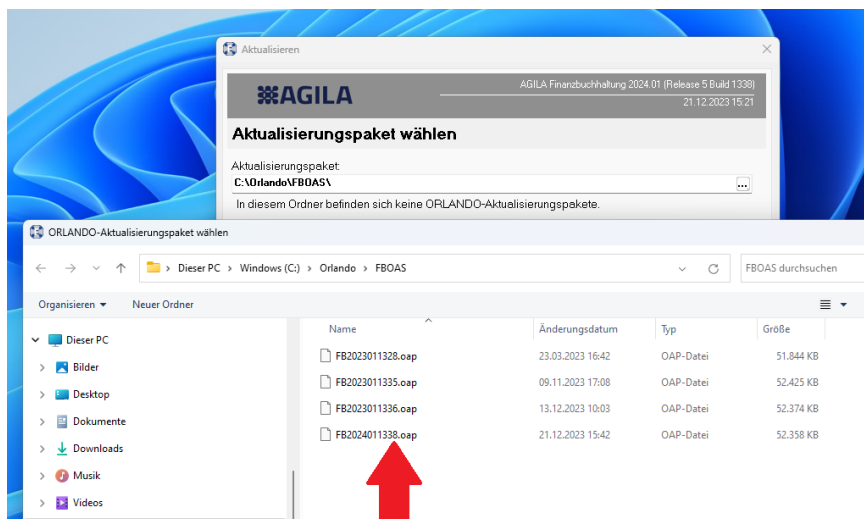 Aktualisieren
AGILA
AGILA Finanzbuchhaltung 2024.01 (Release 5 Build 1338)
21.12.2023 15:21
Aktualisierungspaket wählen
Aktualisierungspaket:
C:\Orlando\FBOAS\
...
In diesem Ordner befinden sich keine ORLANDO-Aktualisierungspakete.
ORLANDO-Aktualisierungspaket wählen
Dieser PC > Windows (C:) > Orlando > FBOAS
FBOAS durchsuchen
Organisieren
Neuer Ordner
Dieser PC
Bilder
Desktop
Dokumente
Downloads
Musik
Videos
Name Änderungsdatum Typ Größe
FB2023011328.oap 23.03.2023 16:42 OAP-Datei 51.844 KB
FB2023011335.oap 09.11.2023 17:08 OAP-Datei 52.425 KB
FB2023011336.oap 13.12.2023 10:03 OAP-Datei 52.374 KB
FB2024011338.oap 21.12.2023 15:42 OAP-Datei 52.358 KB